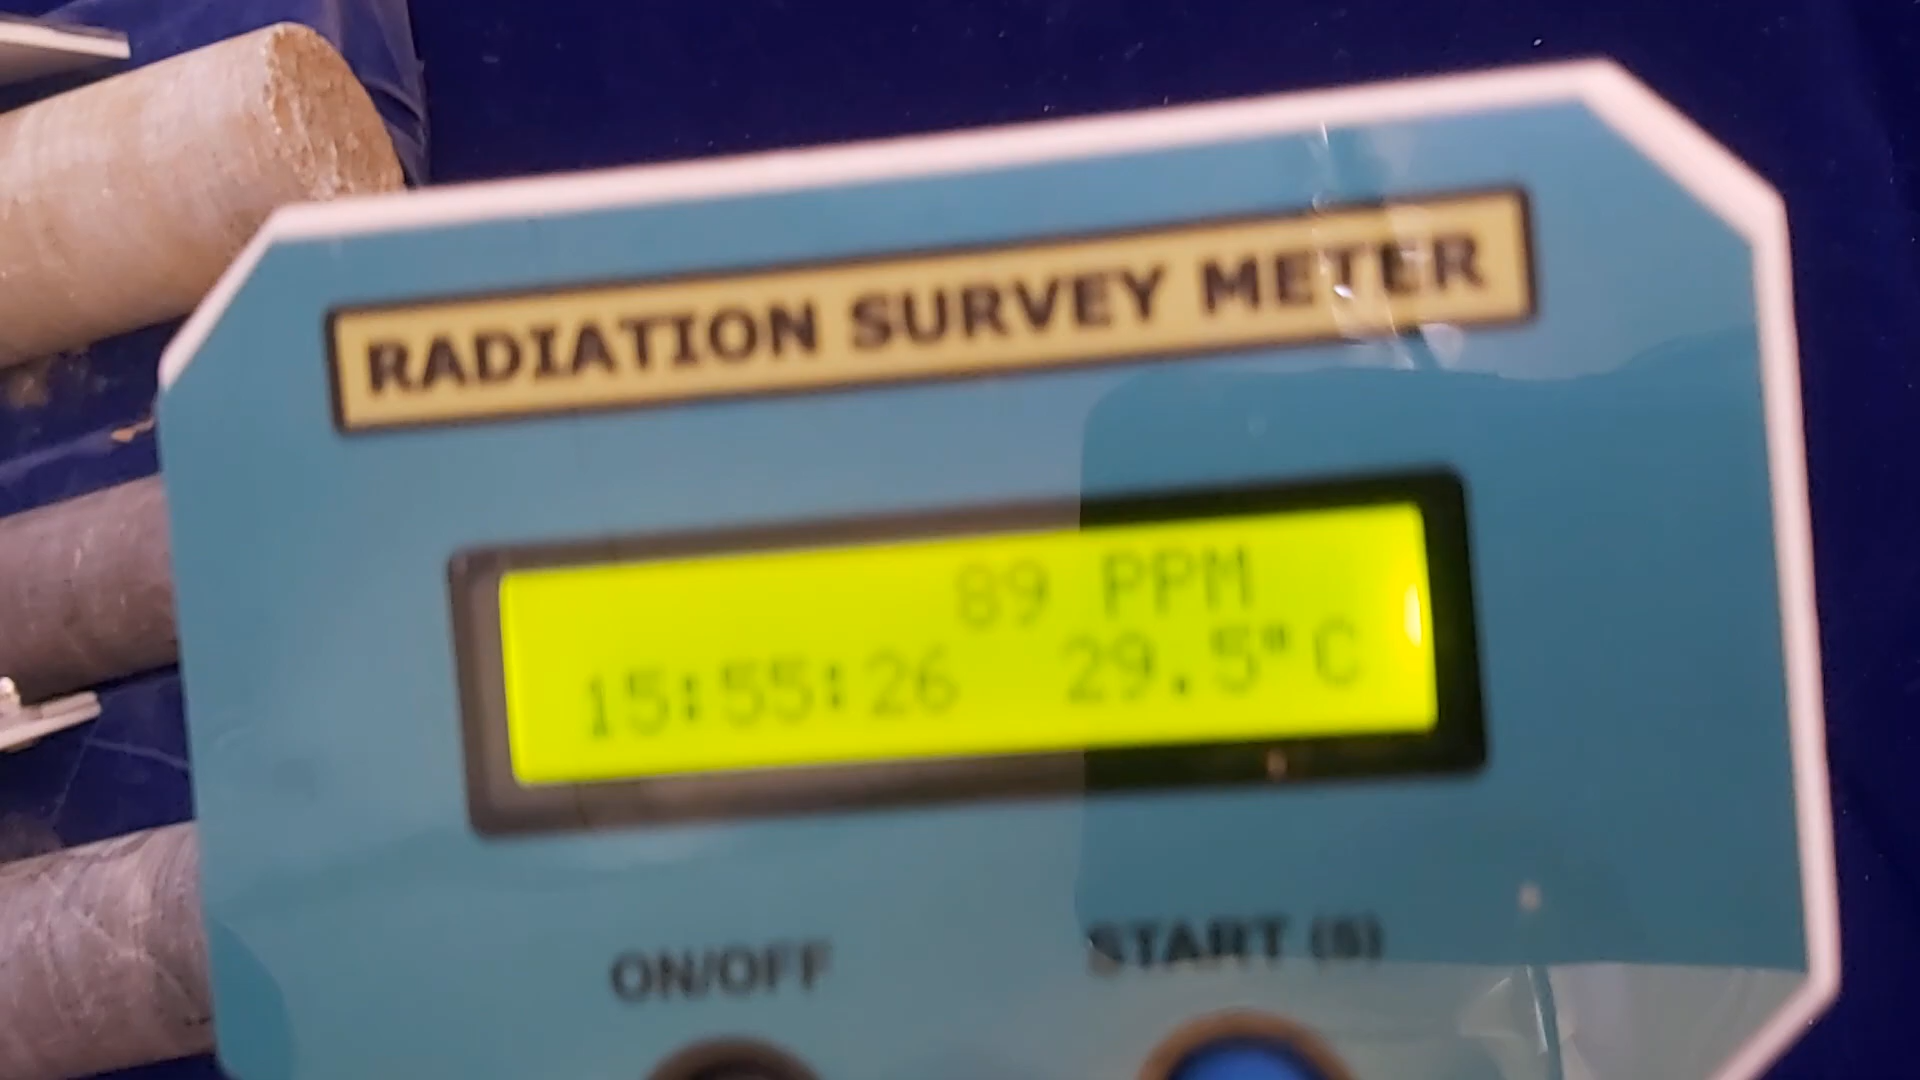 RADIATION SURVEY METER
89 PPM
15:55:26 29.5°C
ON/OFF START (S)